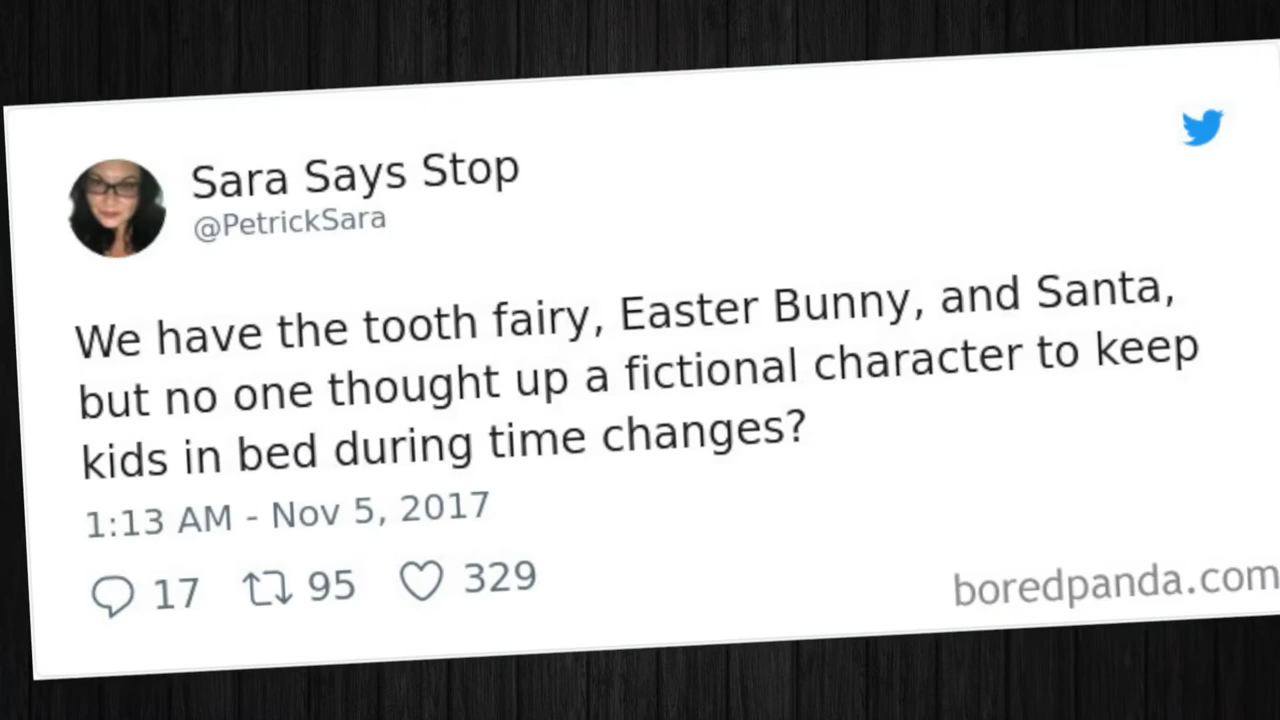 Sara Says Stop
@PetrickSara
We have the tooth fairy, Easter Bunny, and Santa,
but no one thought up a fictional character to keep
kids in bed during time changes?
1:13 AM - Nov 5, 2017
17 95 329
boredpanda.com